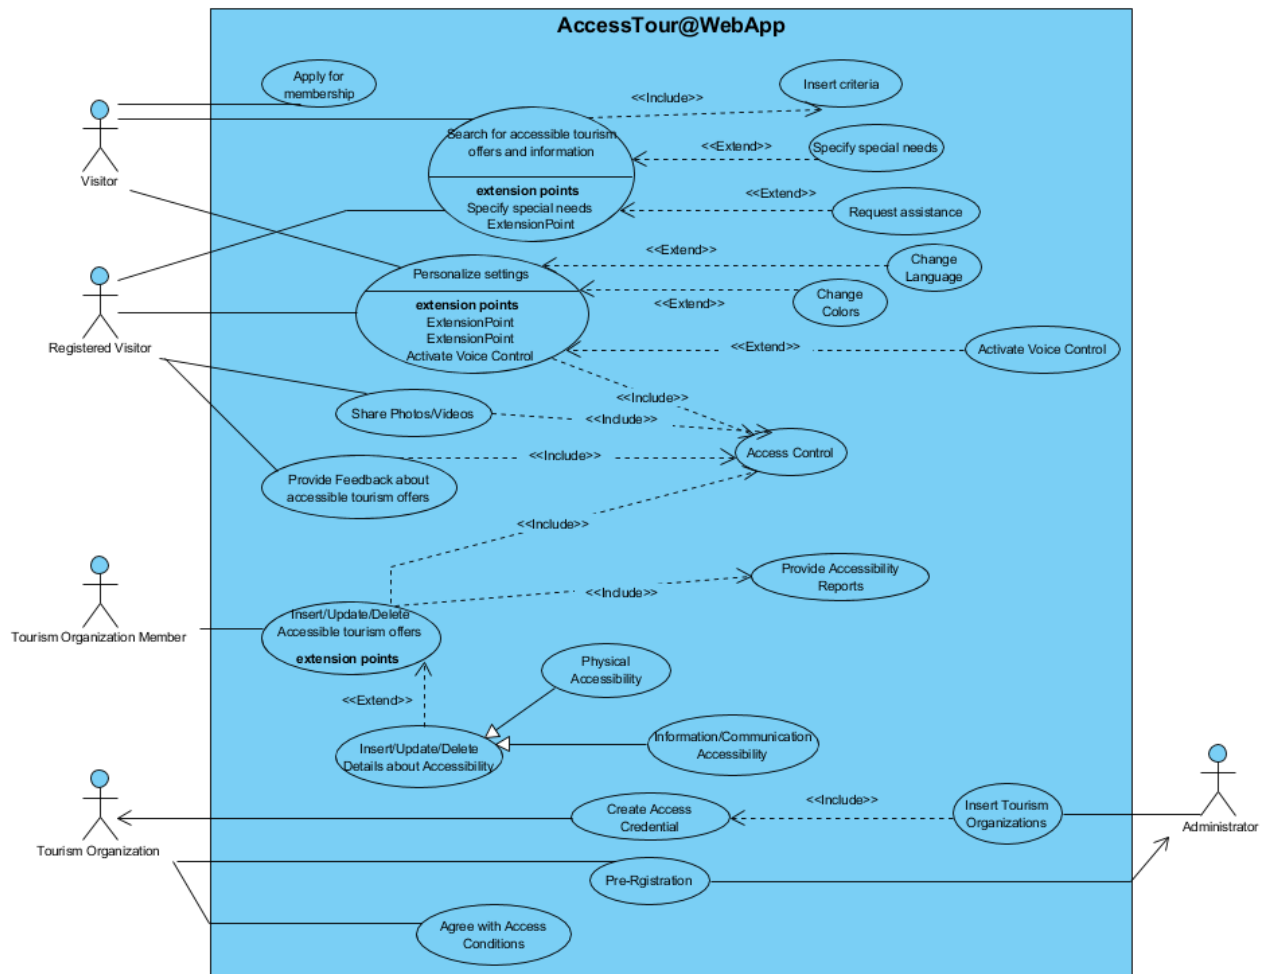 AccessTour@WebApp
Apply for
membership
Insert criteria
<<Include>>
Search for accessible tourism
offers and information
<<Extend>>
Specify special needs
Visitor
extension points
Specify special needs
ExtensionPoint
<<Extend>>
Request assistance
<<Extend>>
Change
Language
Personalize settings
<<Extend>>
Change
Colors
extension points
ExtensionPoint
ExtensionPoint
Activate Voice Control
Registered Visitor
<<Extend>>
Activate Voice Control
<<Include>>
Share Photos/Videos
<<Include>>
Access Control
<<Include>>
Provide Feedback about
accessible tourism offers
<<Include>>
Provide Accessibility
Reports
<<Include>>
Insert/Update/Delete
Accessible tourism offers
extension points
Tourism Organization Member
Physical
Accessibility
<<Extend>>
Information/Communication
Accessibility
Insert/Update/Delete
Details about Accessibility
<<Include>>
Create Access
Credential
Insert Tourism
Organizations
Administrator
Tourism Organization
Pre-Rgistration
Agree with Access
Conditions